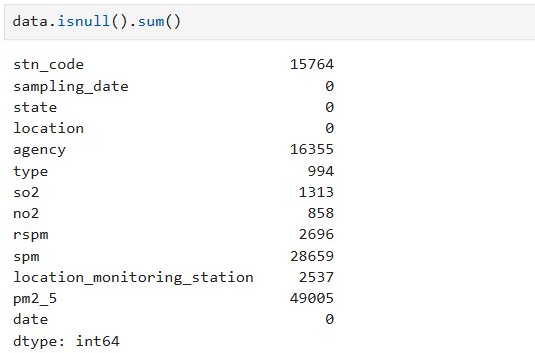 data.isnull().sum()
stn_code 15764
sampling_date 0
state 0
location 0
agency 16355
type 994
so2 1313
no2 858
rspm 2696
spm 28659
location_monitoring_station 2537
pm2_5 49005
date 0
dtype: int64